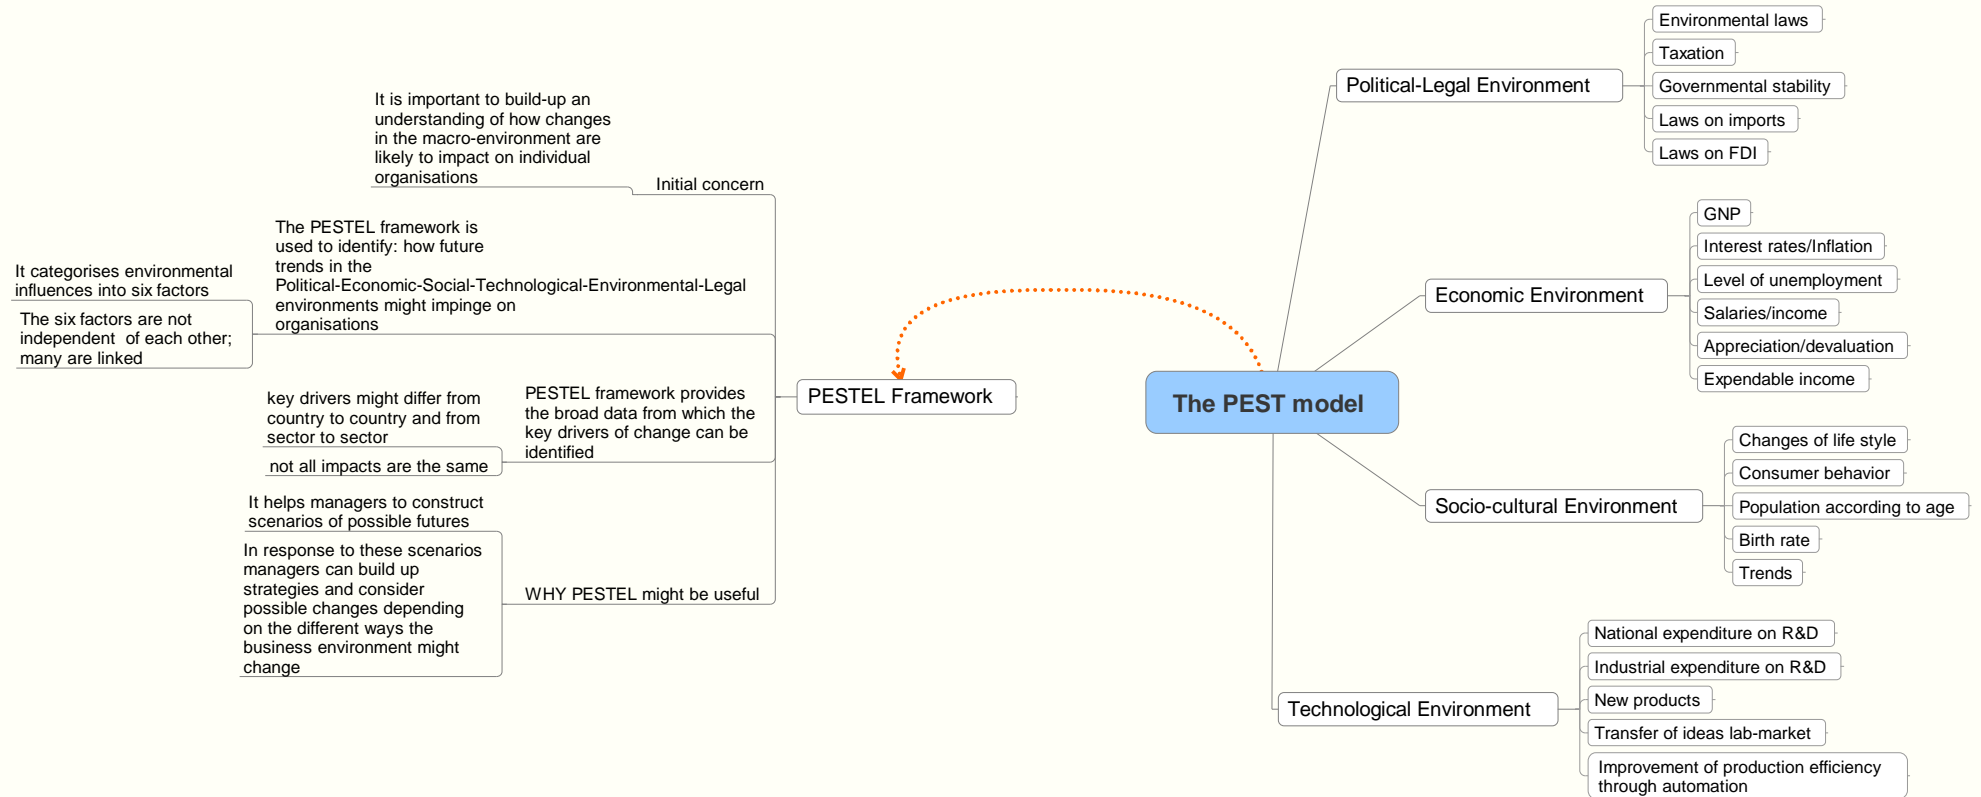 The PEST model
Political-Legal Environment
Environmental laws
Taxation
Governmental stability
Laws on imports
Laws on FDI
Economic Environment
GNP
Interest rates/Inflation
Level of unemployment
Salaries/income
Appreciation/devaluation
Expendable income
Socio-cultural Environment
Changes of life style
Consumer behavior
Population according to age
Birth rate
Trends
Technological Environment
National expenditure on R&D
Industrial expenditure on R&D
New products
Transfer of ideas lab-market
Improvement of production efficiency
through automation
PESTEL Framework
Initial concern
It is important to build-up an
understanding of how changes
in the macro-environment are
likely to impact on individual
organisations
The PESTEL framework is
used to identify: how future
trends in the
Political-Economic-Social-Technological-Environmental-Legal
environments might impinge on
organisations
It categorises environmental
influences into six factors
The six factors are not
independent  of each other;
many are linked
PESTEL framework provides
the broad data from which the
key drivers of change can be
identified
key drivers might differ from
country to country and from
sector to sector
not all impacts are the same
WHY PESTEL might be useful
It helps managers to construct
scenarios of possible futures
In response to these scenarios
managers can build up
strategies and consider
possible changes depending
on the different ways the
business environment might
change